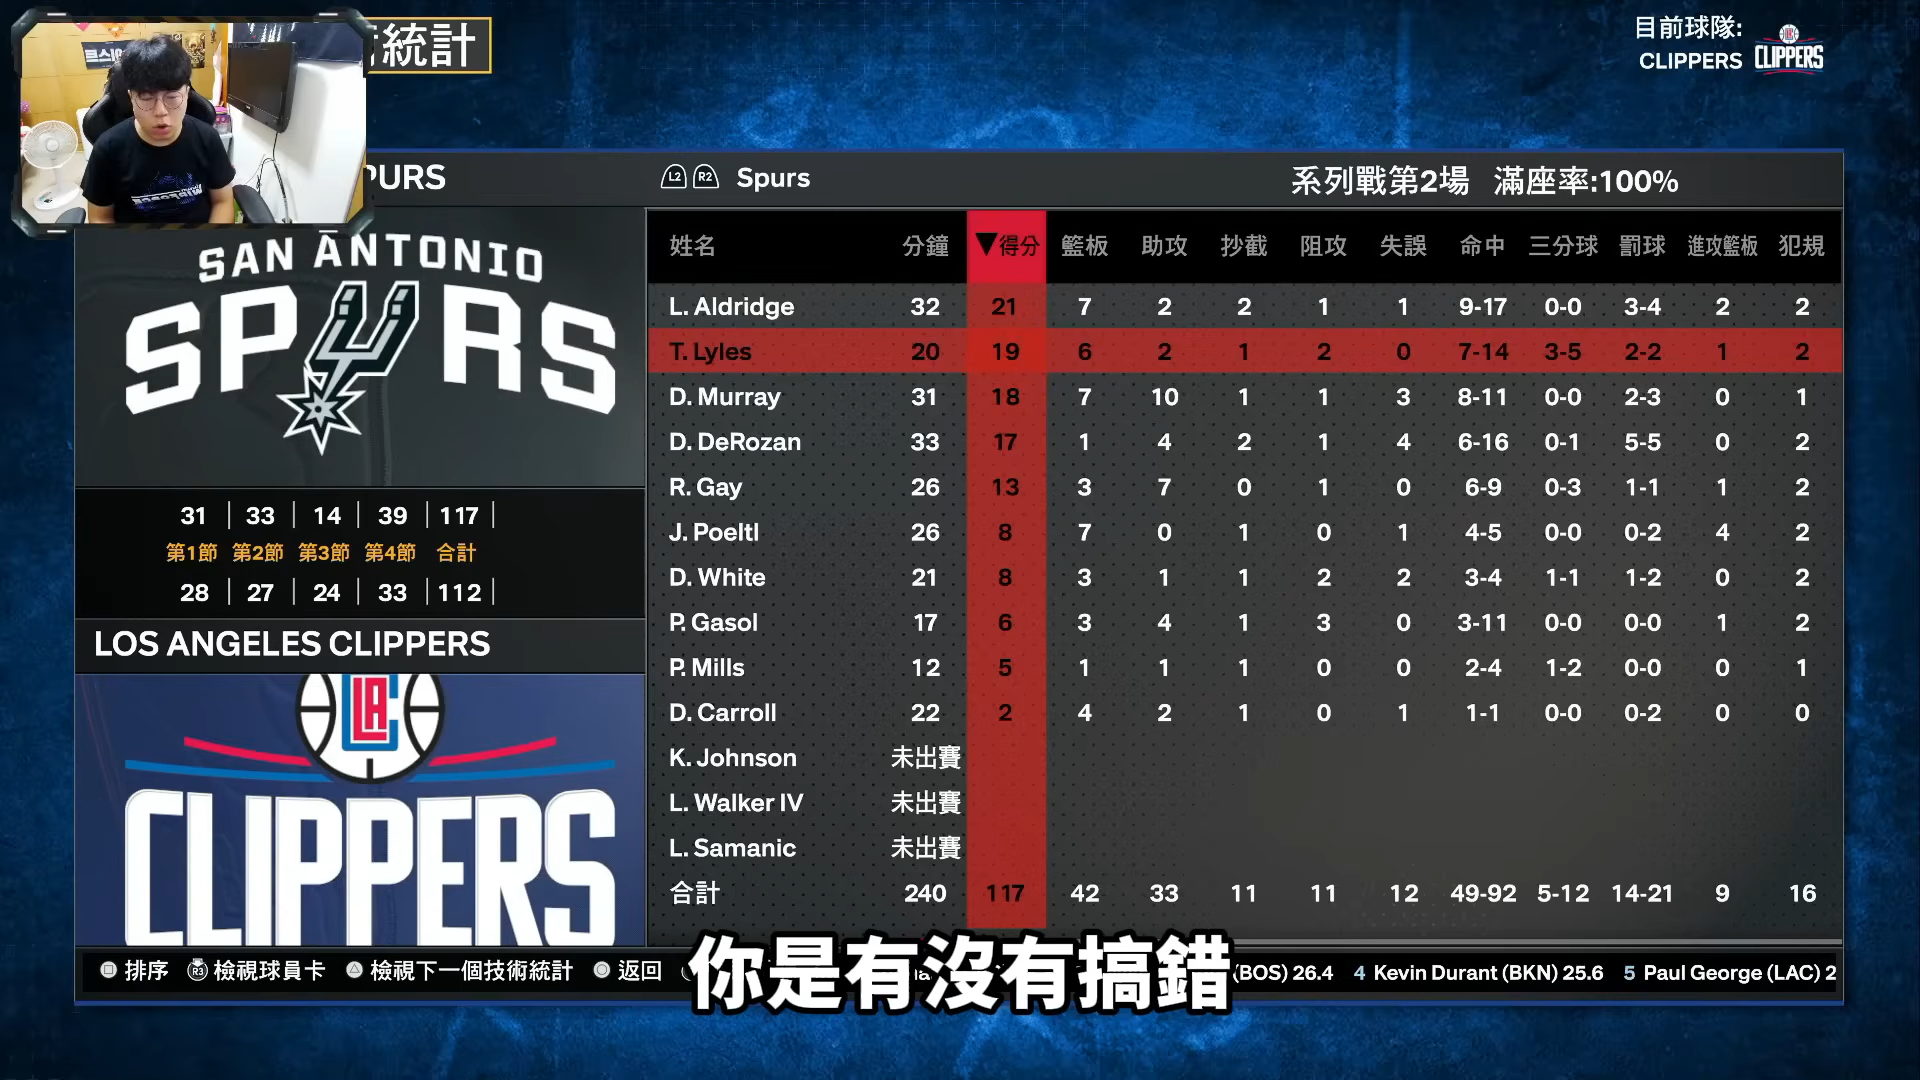 統計
目前球隊:
CLIPPERS
CLIPPERS
PURS
L2 R2 Spurs
系列戰第2場 滿座率:100%
SAN ANTONIO
SPURS
31 33 14 39 117
第1節 第2節 第3節 第4節 合計
28 27 24 33 112
LOS ANGELES CLIPPERS
LAC
CLIPPERS
姓名 分鐘 ▼得分 籃板 助攻 抄截 阻攻 失誤 命中 三分球 罰球 進攻籃板 犯規
L. Aldridge 32 21 7 2 2 1 1 9-17 0-0 3-4 2 2
T. Lyles 20 19 6 2 1 2 0 7-14 3-5 2-2 1 2
D. Murray 31 18 7 10 1 1 3 8-11 0-0 2-3 0 1
D. DeRozan 33 17 1 4 2 1 4 6-16 0-1 5-5 0 2
R. Gay 26 13 3 7 0 1 0 6-9 0-3 1-1 1 2
J. Poeltl 26 8 7 0 1 0 1 4-5 0-0 0-2 4 2
D. White 21 8 3 1 1 2 2 3-4 1-1 1-2 0 2
P. Gasol 17 6 3 4 1 3 0 3-11 0-0 0-0 1 2
P. Mills 12 5 1 1 1 0 0 2-4 1-2 0-0 0 1
D. Carroll 22 2 4 2 1 0 1 1-1 0-0 0-2 0 0
K. Johnson 未出賽
L. Walker IV 未出賽
L. Samanic 未出賽
合計 240 117 42 33 11 11 12 49-92 5-12 14-21 9 16
排序 R3 檢視球員卡 檢視下一個技術統計 返回
(BOS) 26.4 4 Kevin Durant (BKN) 25.6 5 Paul George (LAC) 2
你是有沒有搞錯